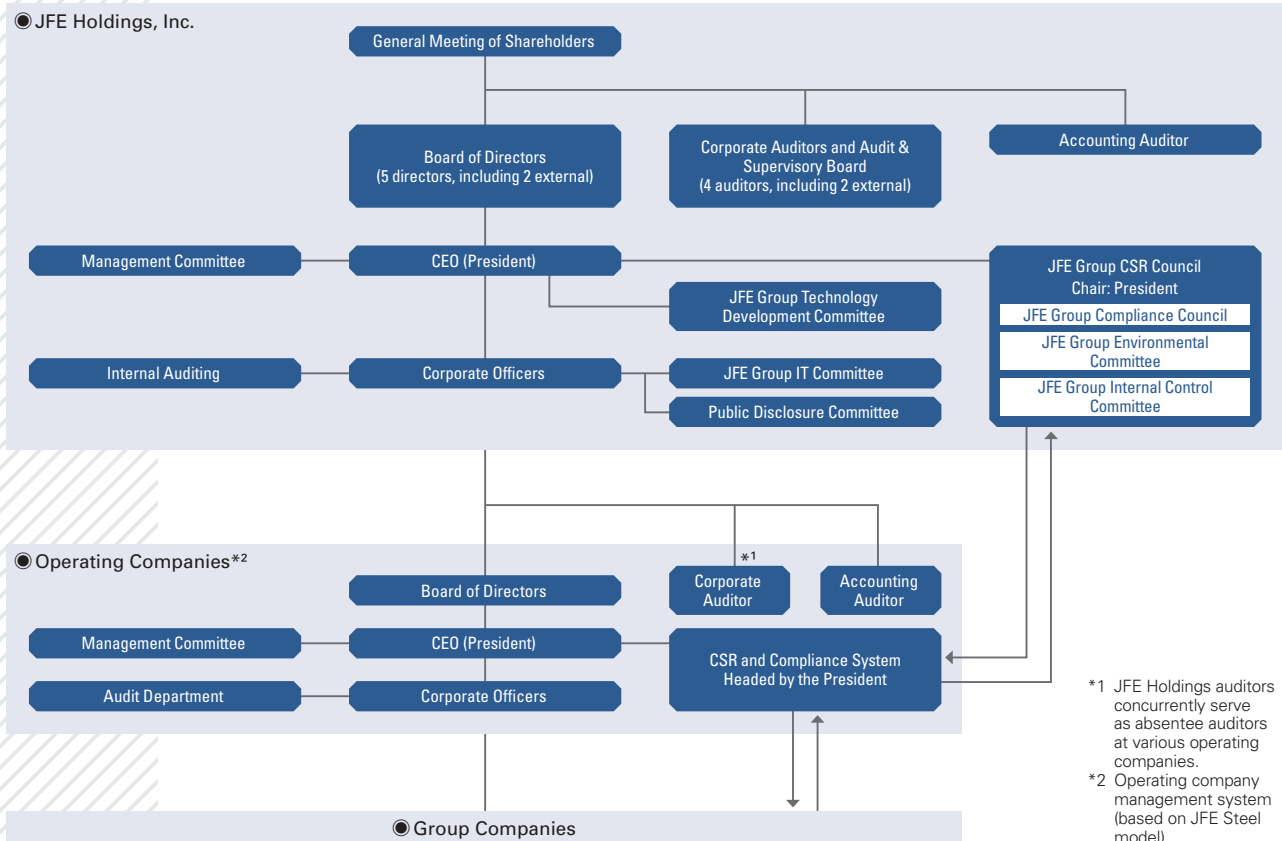 ◉ JFE Holdings, Inc.
General Meeting of Shareholders
Board of Directors
(5 directors, including 2 external)
Corporate Auditors and Audit &
Supervisory Board
(4 auditors, including 2 external)
Accounting Auditor
Management Committee
CEO (President)
JFE Group CSR Council
Chair: President
JFE Group Compliance Council
JFE Group Environmental
Committee
JFE Group Internal Control
Committee
JFE Group Technology
Development Committee
Internal Auditing
Corporate Officers
JFE Group IT Committee
Public Disclosure Committee
◉ Operating Companies*2
*1
Board of Directors
Corporate
Auditor
Accounting
Auditor
Management Committee
CEO (President)
CSR and Compliance System
Headed by the President
Audit Department
Corporate Officers
◉ Group Companies
*1 JFE Holdings auditors
concurrently serve
as absentee auditors
at various operating
companies.
*2 Operating company
management system
(based on JFE Steel
model)